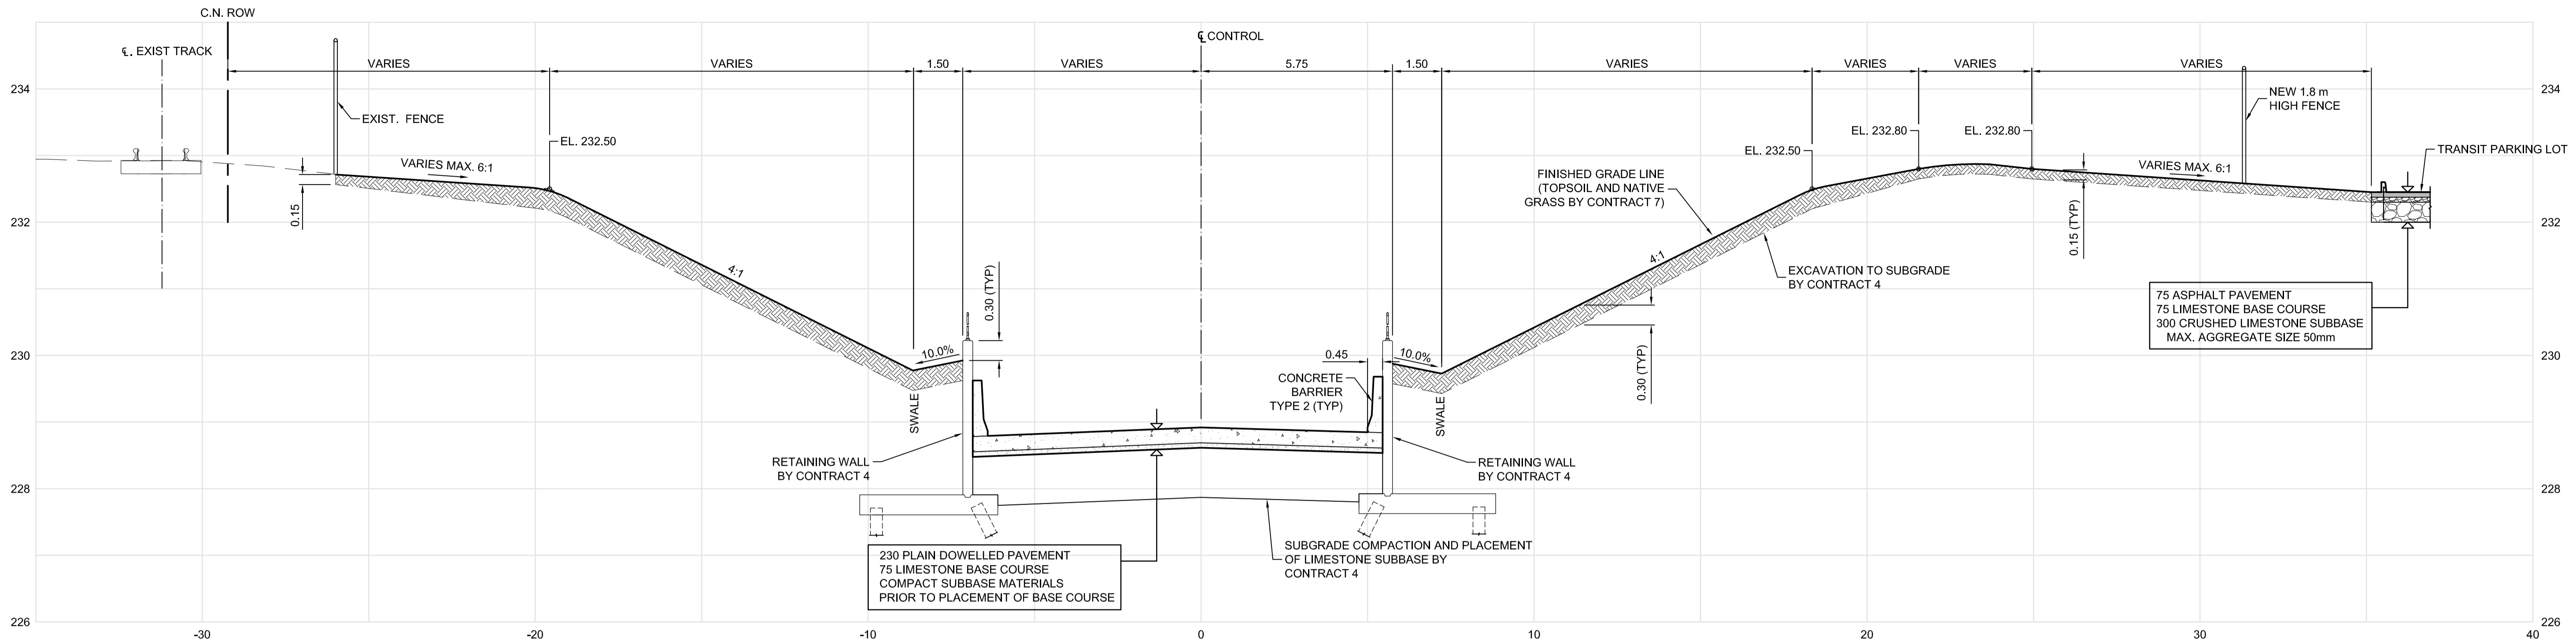 C.N. ROW
℄ EXIST TRACK
℄ CONTROL
VARIES
VARIES
1.50
VARIES
5.75
1.50
VARIES
VARIES
VARIES
VARIES
234
234
EXIST. FENCE
NEW 1.8 m
HIGH FENCE
EL. 232.50
EL. 232.80
EL. 232.80
EL. 232.50
TRANSIT PARKING LOT
VARIES MAX. 6:1
VARIES MAX. 6:1
FINISHED GRADE LINE
(TOPSOIL AND NATIVE
GRASS BY CONTRACT 7)
0.15
0.15 (TYP)
232
232
4:1
4:1
EXCAVATION TO SUBGRADE
BY CONTRACT 4
0.30 (TYP)
75 ASPHALT PAVEMENT
75 LIMESTONE BASE COURSE
300 CRUSHED LIMESTONE SUBBASE
MAX. AGGREGATE SIZE 50mm
230
10.0%
0.45
10.0%
230
0.30 (TYP)
CONCRETE
BARRIER
TYPE 2 (TYP)
SWALE
SWALE
RETAINING WALL
BY CONTRACT 4
RETAINING WALL
BY CONTRACT 4
228
228
230 PLAIN DOWELLED PAVEMENT
75 LIMESTONE BASE COURSE
COMPACT SUBBASE MATERIALS
PRIOR TO PLACEMENT OF BASE COURSE
SUBGRADE COMPACTION AND PLACEMENT
OF LIMESTONE SUBBASE BY
CONTRACT 4
226
226
-30
-20
-10
0
10
20
30
40